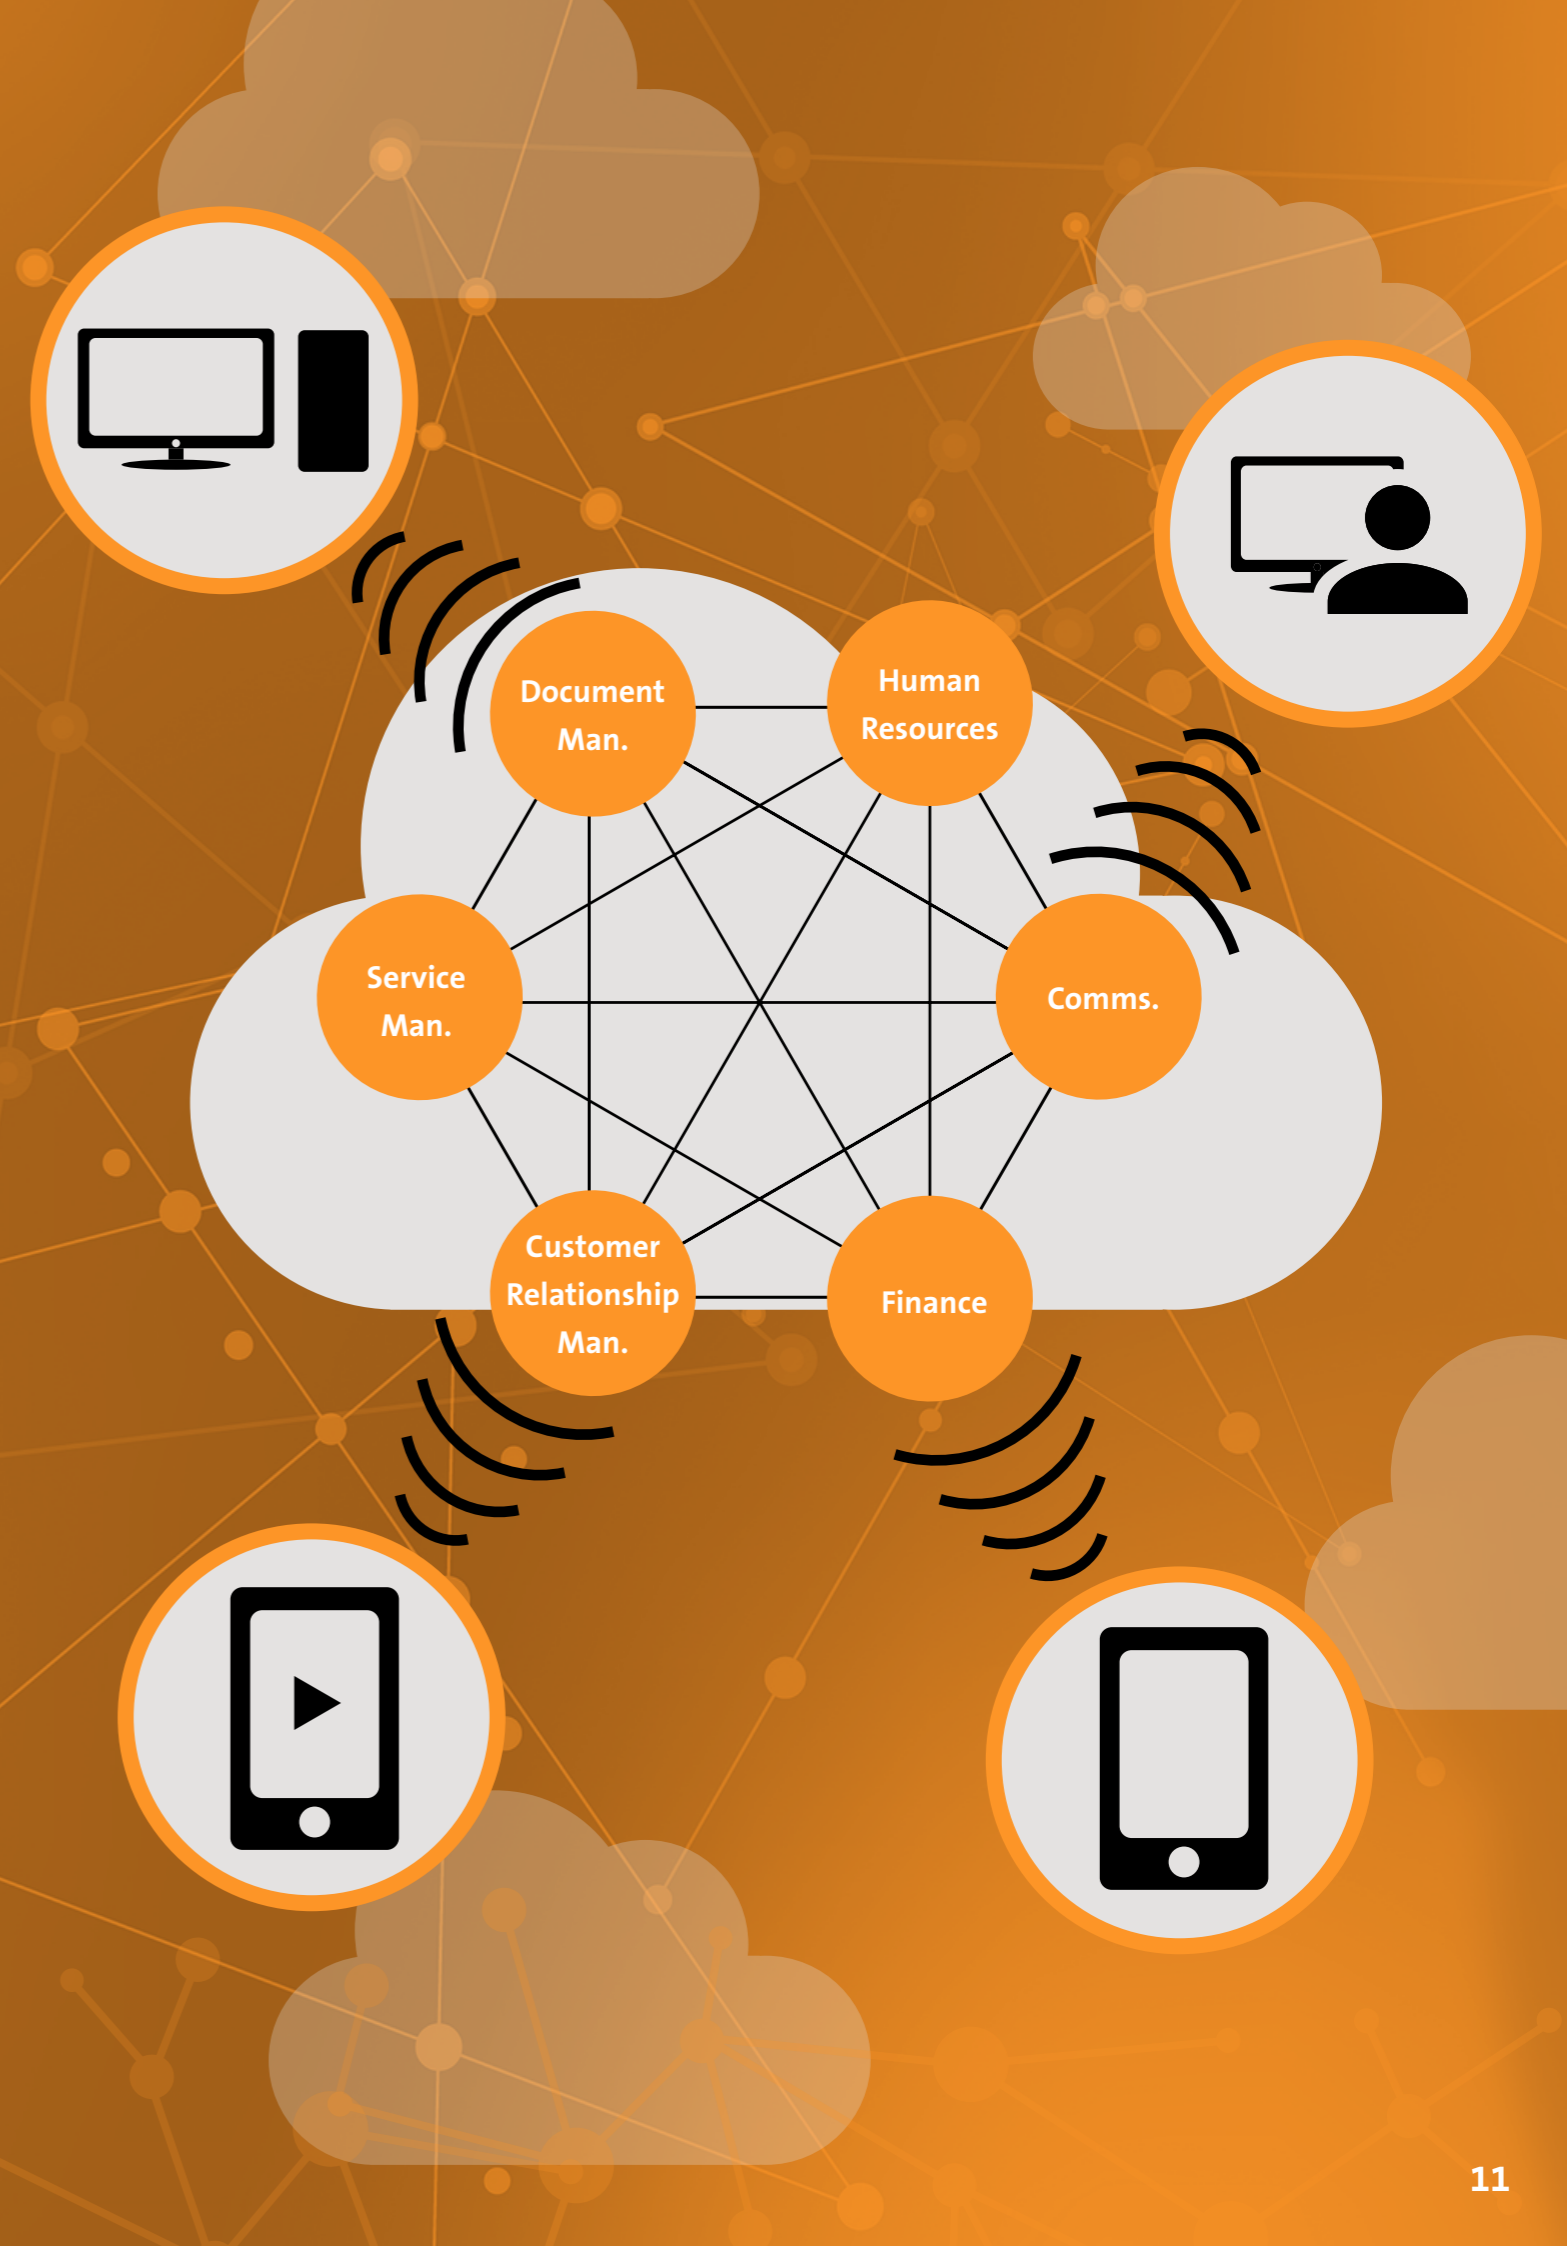 Document
Man.
Human
Resources
Service
Man.
Comms.
Customer
Relationship
Man.
Finance
11